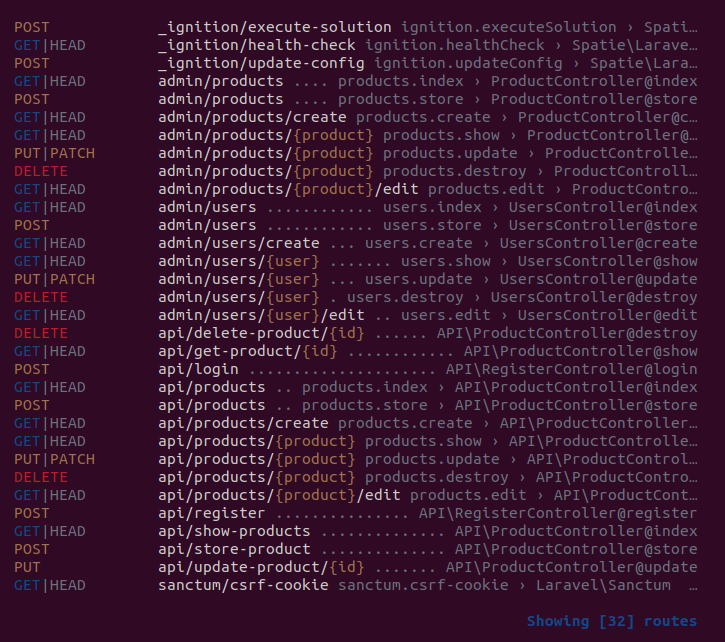 POST _ignition/execute-solution ignition.executeSolution › Spati…
GET|HEAD _ignition/health-check ignition.healthCheck › Spatie\Larave…
POST _ignition/update-config ignition.updateConfig › Spatie\Lara…
GET|HEAD admin/products .... products.index › ProductController@index
POST admin/products .... products.store › ProductController@store
GET|HEAD admin/products/create products.create › ProductController@c…
GET|HEAD admin/products/{product} products.show › ProductController@…
PUT|PATCH admin/products/{product} products.update › ProductControlle…
DELETE admin/products/{product} products.destroy › ProductControll…
GET|HEAD admin/products/{product}/edit products.edit › ProductContro…
GET|HEAD admin/users ............ users.index › UsersController@index
POST admin/users ............ users.store › UsersController@store
GET|HEAD admin/users/create ... users.create › UsersController@create
GET|HEAD admin/users/{user} ....... users.show › UsersController@show
PUT|PATCH admin/users/{user} ... users.update › UsersController@update
DELETE admin/users/{user} . users.destroy › UsersController@destroy
GET|HEAD admin/users/{user}/edit .. users.edit › UsersController@edit
DELETE api/delete-product/{id} ...... API\ProductController@destroy
GET|HEAD api/get-product/{id} ............ API\ProductController@show
POST api/login ..................... API\RegisterController@login
GET|HEAD api/products .. products.index › API\ProductController@index
POST api/products .. products.store › API\ProductController@store
GET|HEAD api/products/create products.create › API\ProductController…
GET|HEAD api/products/{product} products.show › API\ProductControlle…
PUT|PATCH api/products/{product} products.update › API\ProductControl…
DELETE api/products/{product} products.destroy › API\ProductContro…
GET|HEAD api/products/{product}/edit products.edit › API\ProductCont…
POST api/register ............... API\RegisterController@register
GET|HEAD api/show-products .............. API\ProductController@index
POST api/store-product .............. API\ProductController@store
PUT api/update-product/{id} ....... API\ProductController@update
GET|HEAD sanctum/csrf-cookie sanctum.csrf-cookie › Laravel\Sanctum …
Showing [32] routes